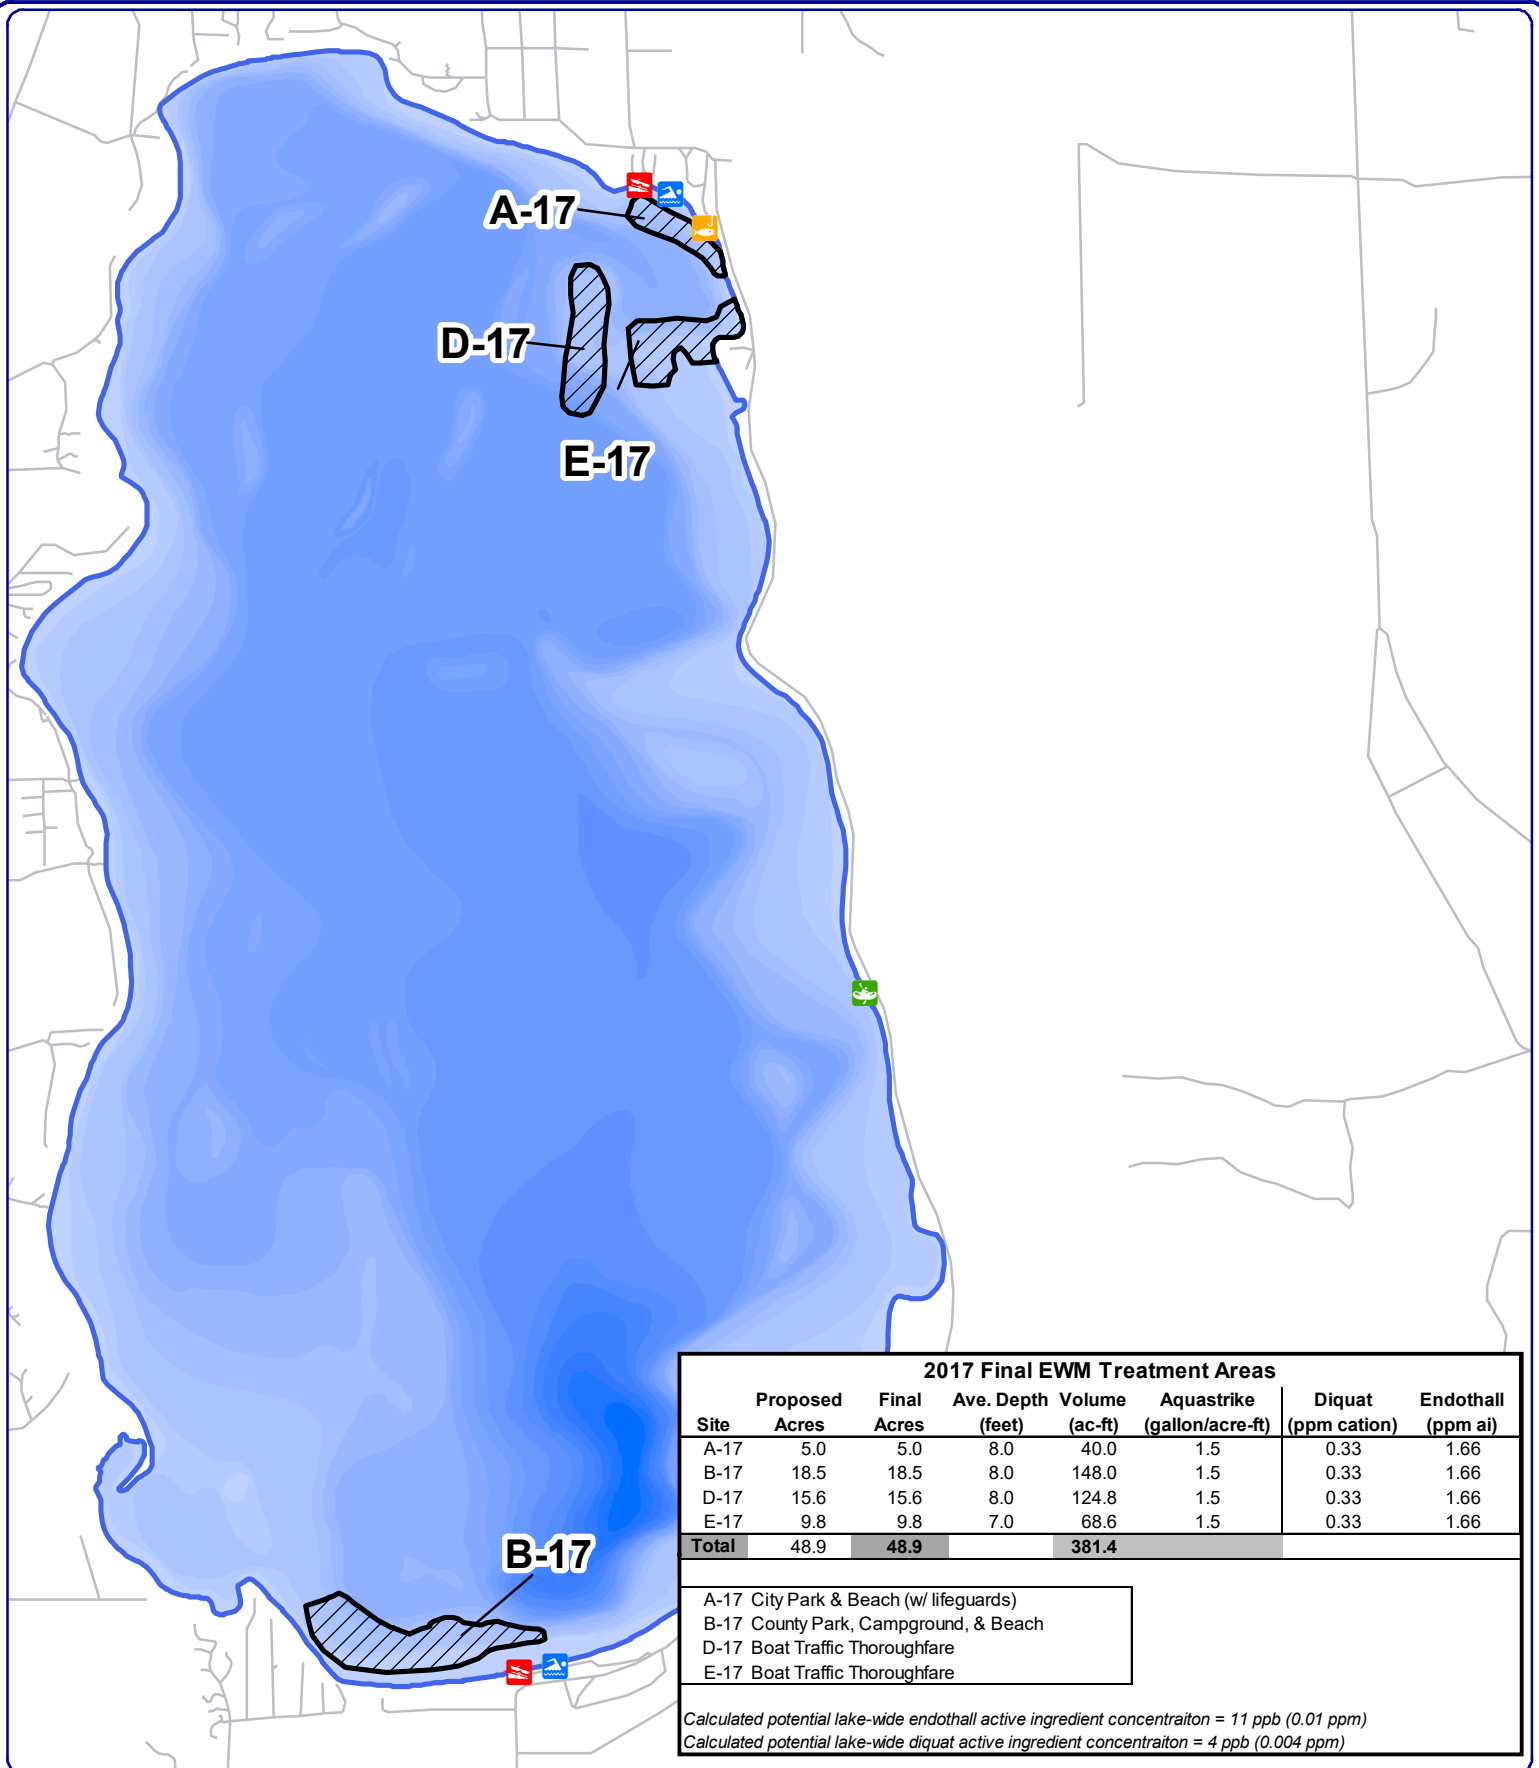 A-17
D-17
E-17
B-17
2017 Final EWM Treatment Areas
Proposed Final Ave. Depth Volume Aquastrike Diquat Endothall
Site Acres Acres (feet) (ac-ft) (gallon/acre-ft) (ppm cation) (ppm ai)
A-17 5.0 5.0 8.0 40.0 1.5 0.33 1.66
B-17 18.5 18.5 8.0 148.0 1.5 0.33 1.66
D-17 15.6 15.6 8.0 124.8 1.5 0.33 1.66
E-17 9.8 9.8 7.0 68.6 1.5 0.33 1.66
Total 48.9 48.9 381.4
A-17 City Park & Beach (w/ lifeguards)
B-17 County Park, Campground, & Beach
D-17 Boat Traffic Thoroughfare
E-17 Boat Traffic Thoroughfare
Calculated potential lake-wide endothall active ingredient concentraiton = 11 ppb (0.01 ppm)
Calculated potential lake-wide diquat active ingredient concentraiton = 4 ppb (0.004 ppm)